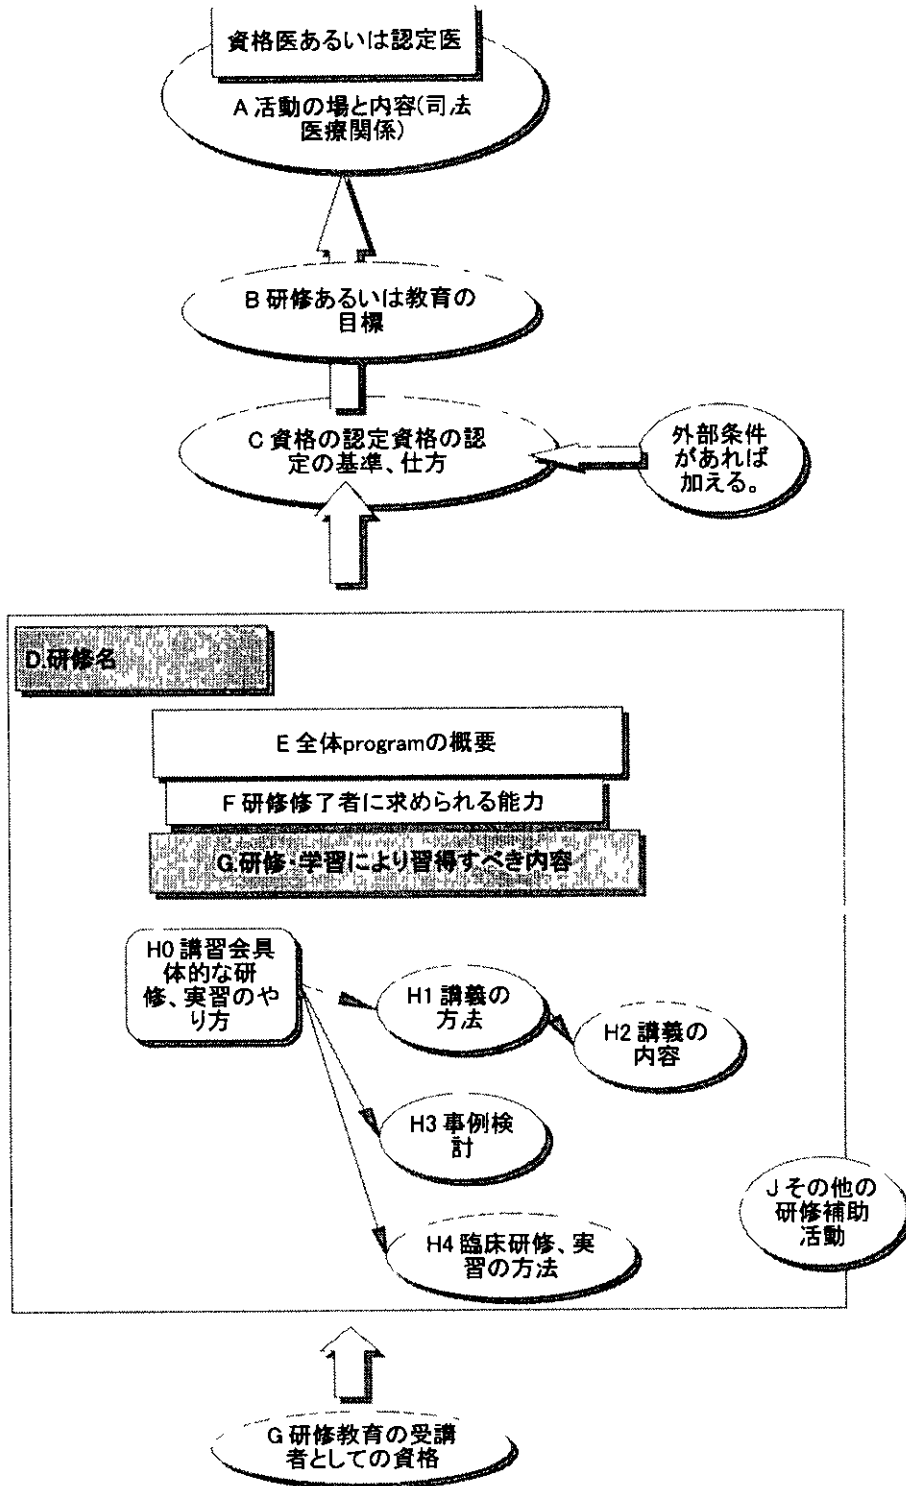 資格医あるいは認定医
A 活動の場と内容(司法
医療関係)
B 研修あるいは教育の
目標
C 資格の認定資格の認
定の基準、仕方
外部条件
があれば
加える。
D.研修名
E 全体programの概要
F 研修修了者に求められる能力
G.研修・学習により習得すべき内容
H0 講習会具
体的な研
修、実習のや
り方
H1 講義の
方法
H2 講義の
内容
H3 事例検
討
J その他の
研修補助
活動
H4 臨床研修、実
習の方法
G 研修教育の受講
者としての資格